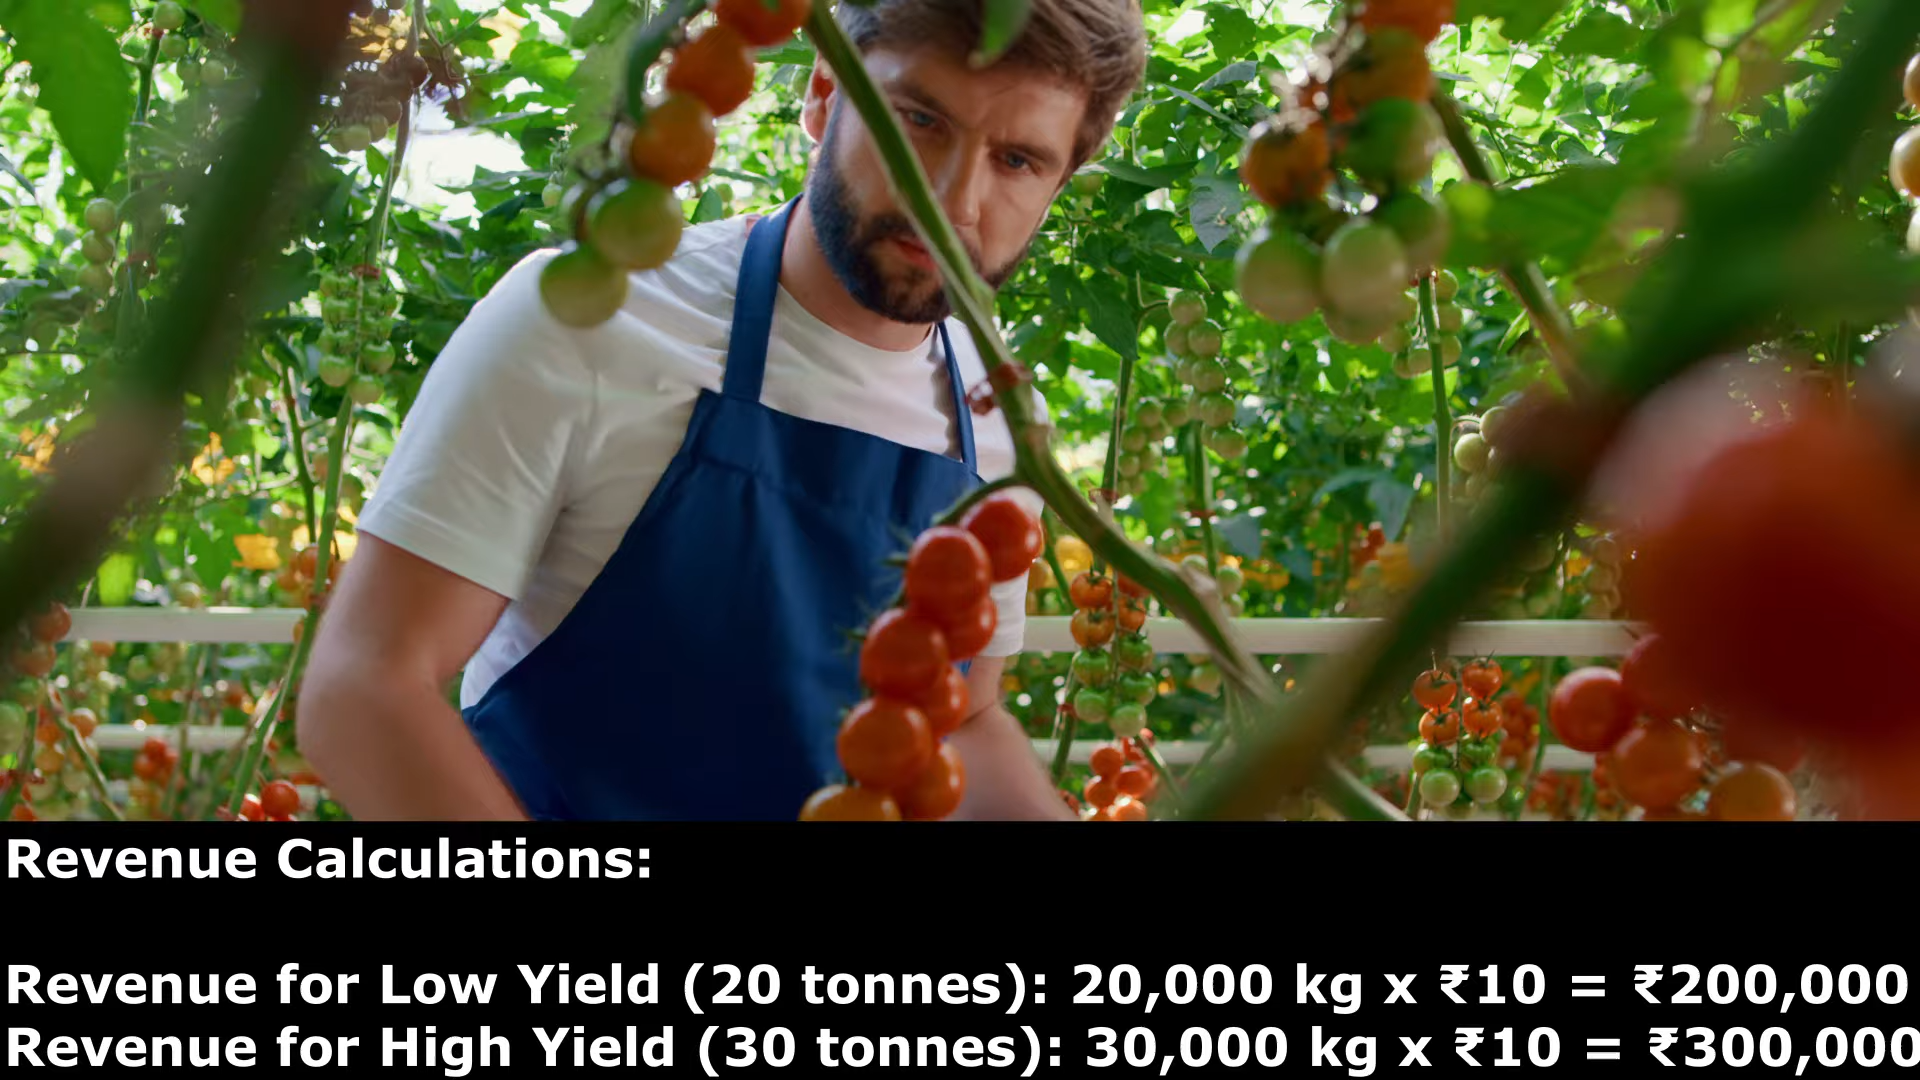 Revenue Calculations:
Revenue for Low Yield (20 tonnes): 20,000 kg x ₹10 = ₹200,000
Revenue for High Yield (30 tonnes): 30,000 kg x ₹10 = ₹300,000